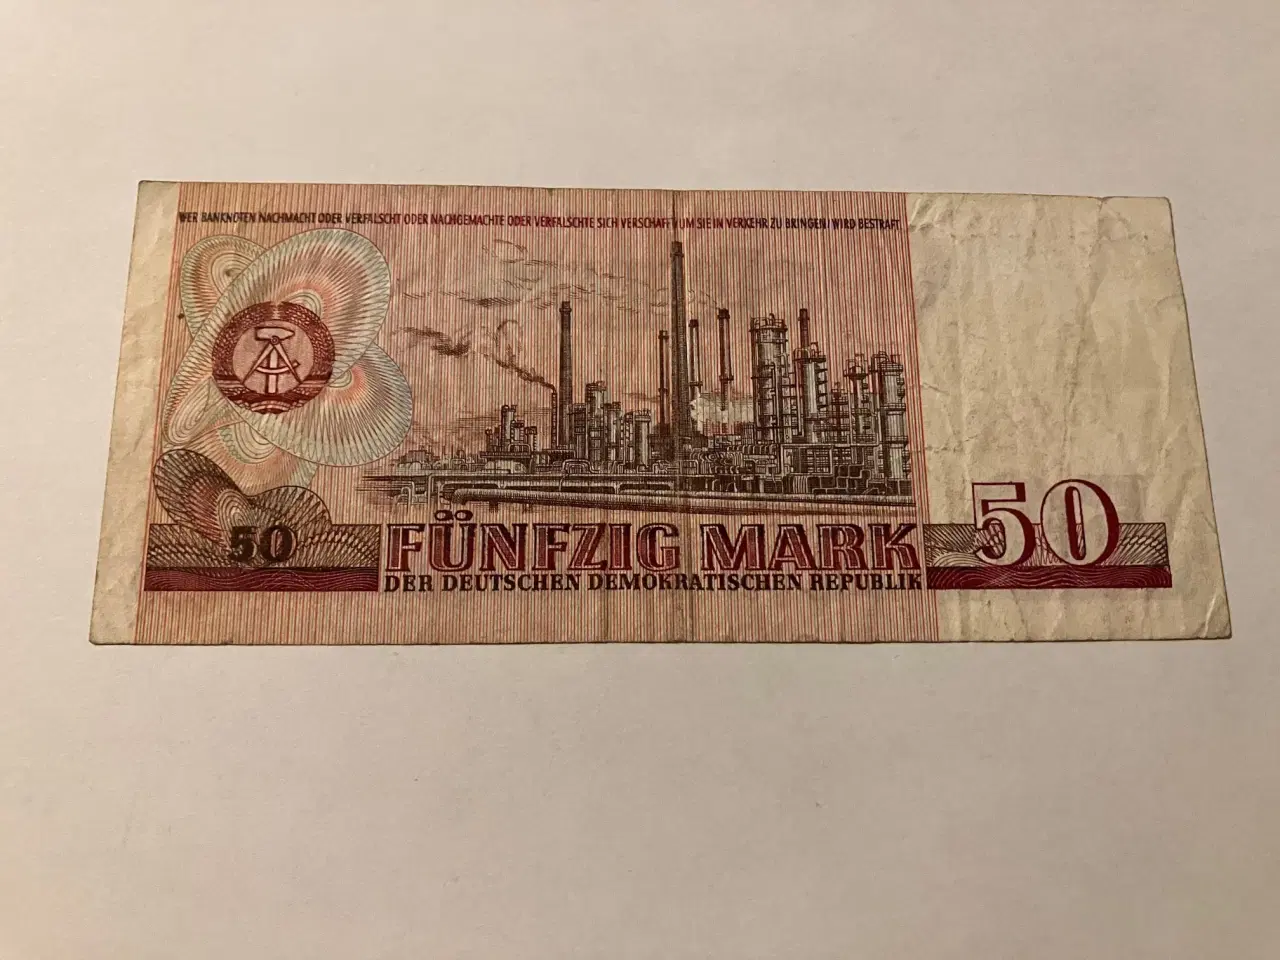 WER BANKNOTEN NACHMACHT ODER VERFÄLSCHT ODER NACHGEMACHTE ODER VERFÄLSCHTE SICH VERSCHAFFT UM SIE IN VERKEHR ZU BRINGEN WIRD BESTRAFT
50
FÜNFZIG MARK
DER DEUTSCHEN DEMOKRATISCHEN REPUBLIK
50